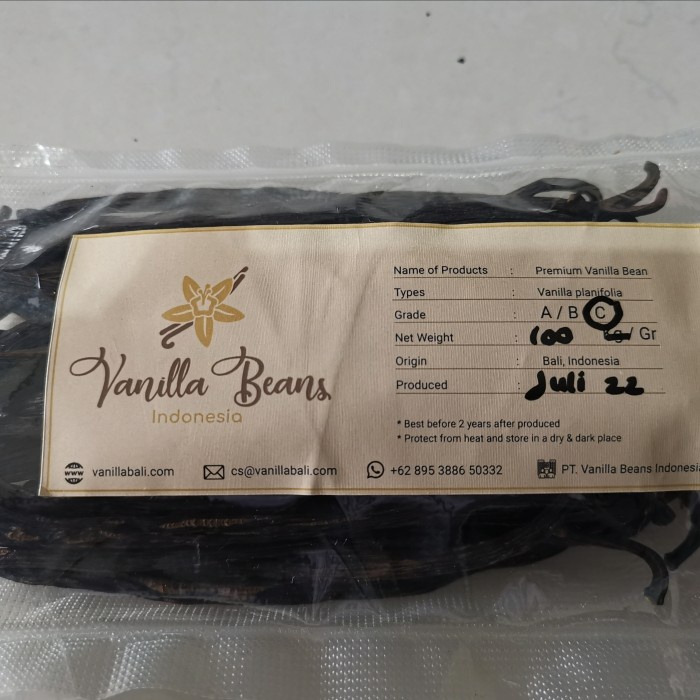 Vanilla Beans
Indonesia
Name of Products : Premium Vanilla Bean
Types : Vanilla planifolia
Grade : A / B C
Net Weight : 100 Kg / Gr
Origin : Bali, Indonesia
Produced : Juli 22
* Best before 2 years after produced
* Protect from heat and store in a dry & dark place
www vanillabali.com cs@vanillabali.com +62 895 3886 50332 PT. Vanilla Beans Indonesia